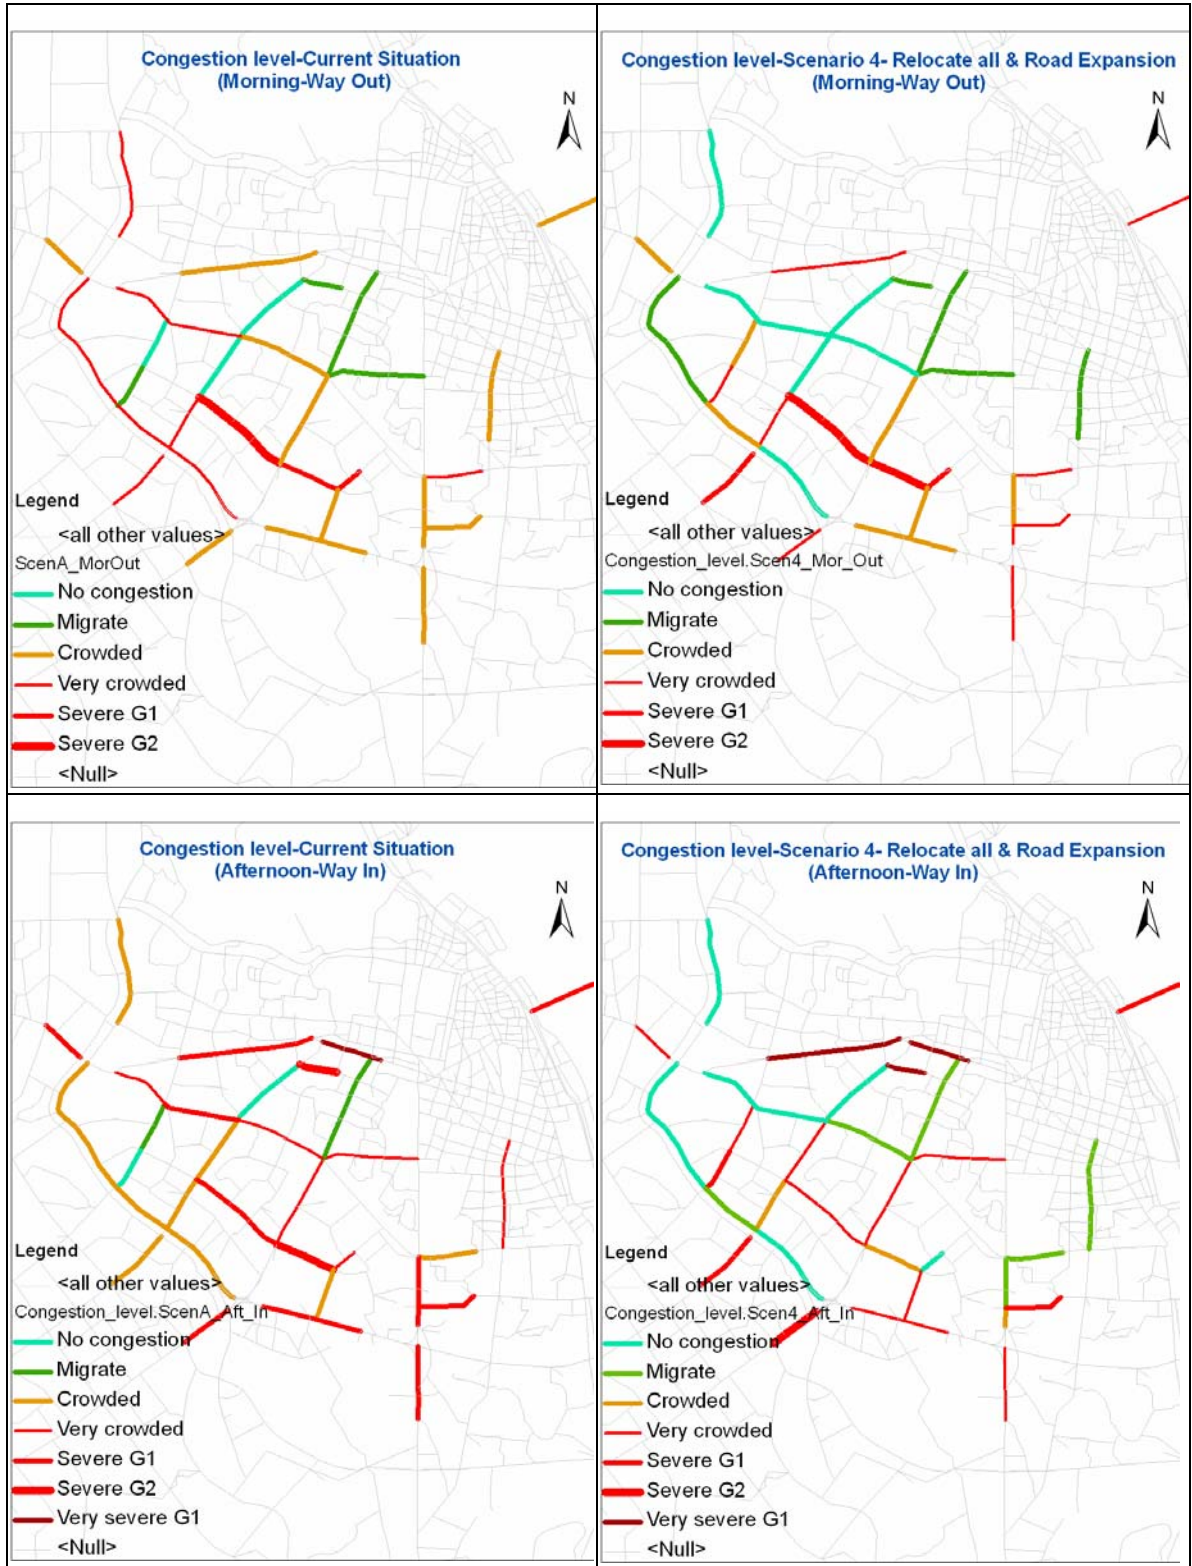 Congestion level-Current Situation
(Morning-Way Out)
N
Legend
<all other values>
ScenA_MorOut
No congestion
Migrate
Crowded
Very crowded
Severe G1
Severe G2
<Null>
Congestion level-Scenario 4- Relocate all & Road Expansion
(Morning-Way Out)
N
Legend
<all other values>
Congestion_level.Scen4_Mor_Out
No congestion
Migrate
Crowded
Very crowded
Severe G1
Severe G2
<Null>
Congestion level-Current Situation
(Afternoon-Way In)
N
Legend
<all other values>
Congestion_level.ScenA_Aft_In
No congestion
Migrate
Crowded
Very crowded
Severe G1
Severe G2
Very severe G1
<Null>
Congestion level-Scenario 4- Relocate all & Road Expansion
(Afternoon-Way In)
N
Legend
<all other values>
Congestion_level.Scen4_Aft_In
No congestion
Migrate
Crowded
Very crowded
Severe G1
Severe G2
Very severe G1
<Null>